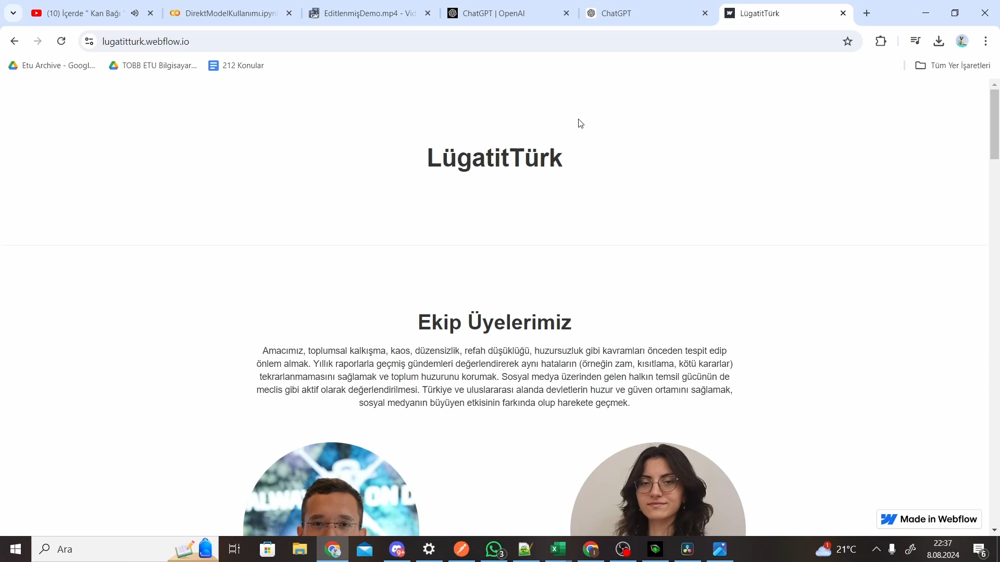 (10) İçerde " Kan Bağı "
DirektModelKullanımı.ipynb
EditlenmişDemo.mp4 - Vid
ChatGPT | OpenAI
ChatGPT
LügatitTürk
lugatitturk.webflow.io
Etu Archive - Googl...
TOBB ETU Bilgisayar...
212 Konular
Tüm Yer İşaretleri
LügatitTürk
Ekip Üyelerimiz
Amacımız, toplumsal kalkışma, kaos, düzensizlik, refah düşüklüğü, huzursuzluk gibi kavramları önceden tespit edip
önlem almak. Yıllık raporlarla geçmiş gündemleri değerlendirerek aynı hataların (örneğin zam, kısıtlama, kötü kararlar)
tekrarlanmamasını sağlamak ve toplum huzurunu korumak. Sosyal medya üzerinden gelen halkın temsil gücünün de
meclis gibi aktif olarak değerlendirilmesi. Türkiye ve uluslararası alanda devletlerin huzur ve güven ortamını sağlamak,
sosyal medyanın büyüyen etkisinin farkında olup harekete geçmek.
ALWA
ON D
Made in Webflow
Ara
9+
3
1
21°C
22:37
8.08.2024
6